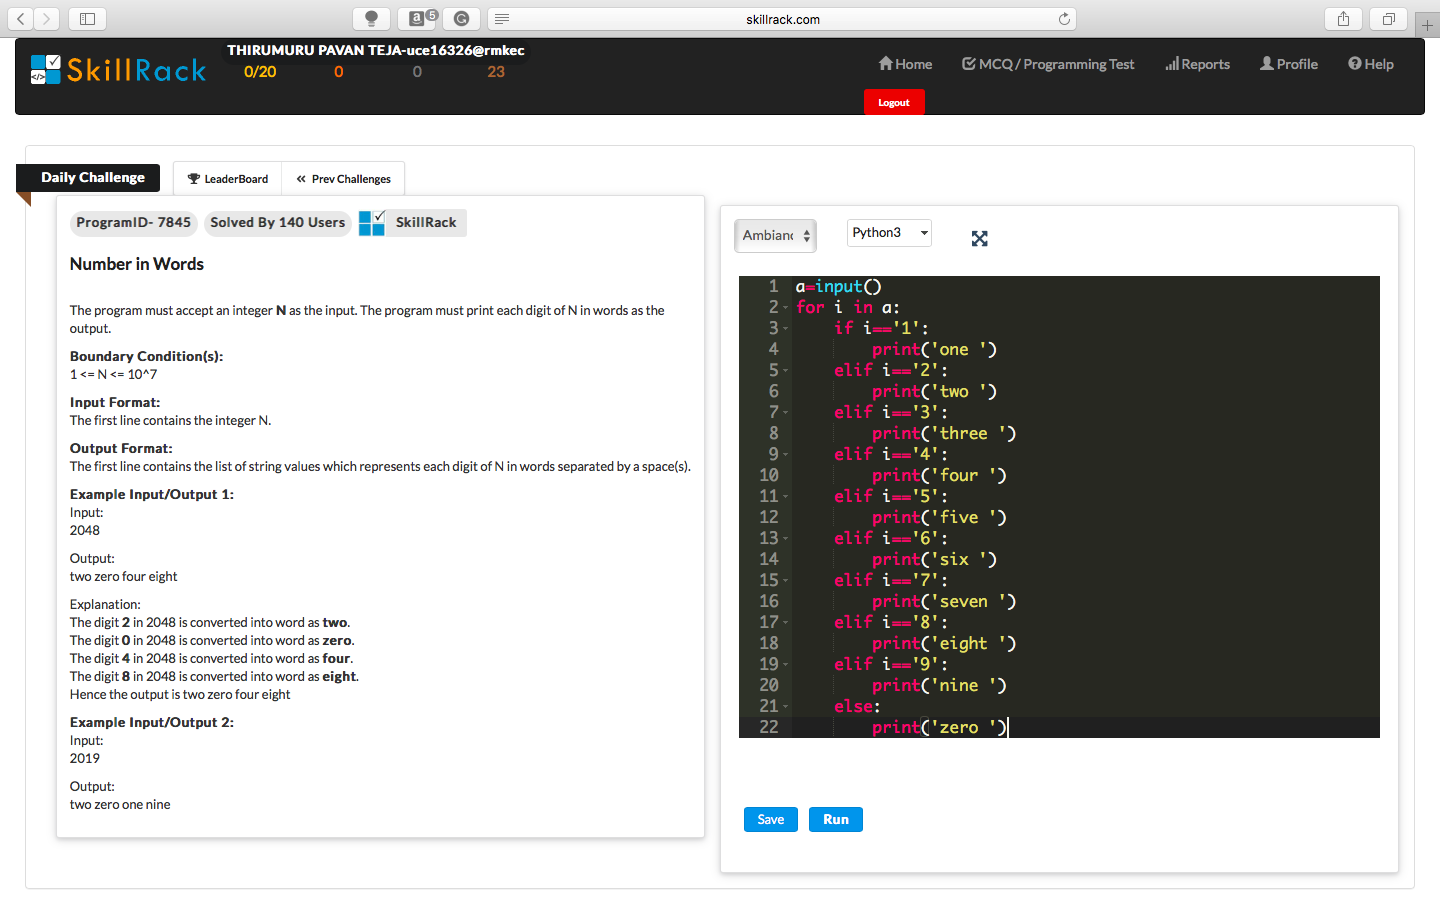 skillrack.com
5
SkillRack
THIRUMURU PAVAN TEJA-uce16326@rmkec
0/20 0 0 23
Home MCQ / Programming Test Reports Profile Help
Logout
Daily Challenge LeaderBoard Prev Challenges
ProgramID- 7845 Solved By 140 Users SkillRack
Number in Words
The program must accept an integer N as the input. The program must print each digit of N in words as the
output.
Boundary Condition(s):
1 <= N <= 10^7
Input Format:
The first line contains the integer N.
Output Format:
The first line contains the list of string values which represents each digit of N in words separated by a space(s).
Example Input/Output 1:
Input:
2048
Output:
two zero four eight
Explanation:
The digit 2 in 2048 is converted into word as two.
The digit 0 in 2048 is converted into word as zero.
The digit 4 in 2048 is converted into word as four.
The digit 8 in 2048 is converted into word as eight.
Hence the output is two zero four eight
Example Input/Output 2:
Input:
2019
Output:
two zero one nine
Ambianc Python3
1 a=input()
2 for i in a:
3 if i=='1':
4 print('one ')
5 elif i=='2':
6 print('two ')
7 elif i=='3':
8 print('three ')
9 elif i=='4':
10 print('four ')
11 elif i=='5':
12 print('five ')
13 elif i=='6':
14 print('six ')
15 elif i=='7':
16 print('seven ')
17 elif i=='8':
18 print('eight ')
19 elif i=='9':
20 print('nine ')
21 else:
22 print('zero ')
Save Run